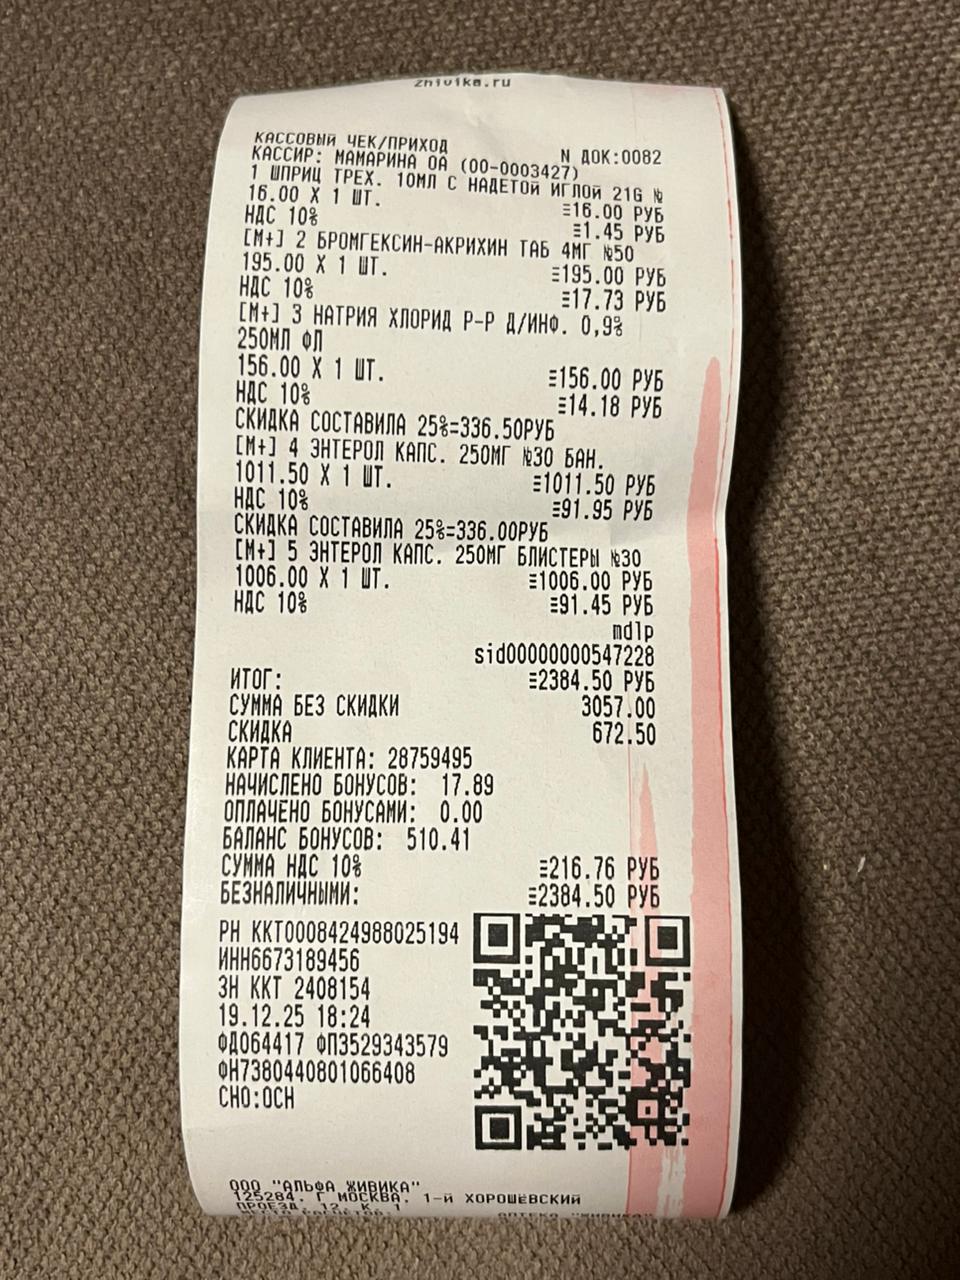 zhivika.ru
КАССОВЫЙ ЧЕК/ПРИХОД
N ДОК:0082
КАССИР: МАМАРИНА ОА (00-0003427)
1 ШПРИЦ ТРЕХ. 10МЛ С НАДЕТОЙ ИГЛОЙ 21G №
16.00 X 1 ШТ. ≡16.00 РУБ
НДС 10% ≡1.45 РУБ
[М+] 2 БРОМГЕКСИН-АКРИХИН ТАБ 4МГ №50
195.00 X 1 ШТ. ≡195.00 РУБ
НДС 10% ≡17.73 РУБ
[М+] 3 НАТРИЯ ХЛОРИД Р-Р Д/ИНФ. 0,9%
250МЛ ФЛ
156.00 X 1 ШТ. ≡156.00 РУБ
НДС 10% ≡14.18 РУБ
СКИДКА СОСТАВИЛА 25%=336.50РУБ
[М+] 4 ЭНТЕРОЛ КАПС. 250МГ №30 БАН.
1011.50 X 1 ШТ. ≡1011.50 РУБ
НДС 10% ≡91.95 РУБ
СКИДКА СОСТАВИЛА 25%=336.00РУБ
[М+] 5 ЭНТЕРОЛ КАПС. 250МГ БЛИСТЕРЫ №30
1006.00 X 1 ШТ. ≡1006.00 РУБ
НДС 10% ≡91.45 РУБ
mdlp
sid00000000547228
ИТОГ: ≡2384.50 РУБ
СУММА БЕЗ СКИДКИ 3057.00
СКИДКА 672.50
КАРТА КЛИЕНТА: 28759495
НАЧИСЛЕНО БОНУСОВ: 17.89
ОПЛАЧЕНО БОНУСАМИ: 0.00
БАЛАНС БОНУСОВ: 510.41
СУММА НДС 10% ≡216.76 РУБ
БЕЗНАЛИЧНЫМИ: ≡2384.50 РУБ
РН ККТ0008424988025194
ИНН6673189456
ЗН ККТ 2408154
19.12.25 18:24
ФД064417 ФП3529343579
ФН7380440801066408
СНО:ОСН
ООО "АЛЬФА ЖИВИКА"
125284, Г МОСКВА, 1-Й ХОРОШЁВСКИЙ
ПРОЕЗД, 12, К. 1
МЕСТО РАСЧЕТОВ: АПТЕКА "ЖИВИКА"